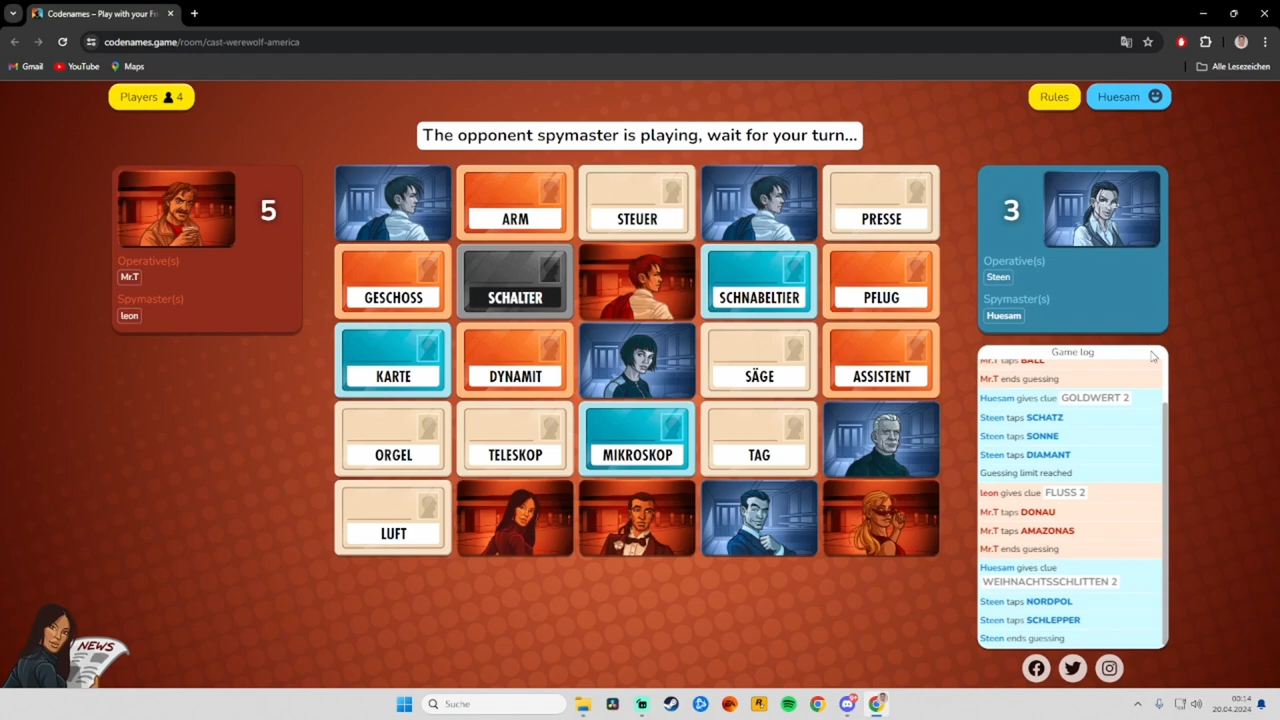 Codenames – Play with your Fr
codenames.game/room/cast-werewolf-america
Gmail
YouTube
Maps
Alle Lesezeichen
Players 4
Rules
Huesam
The opponent spymaster is playing, wait for your turn...
5
Operative(s)
Mr.T
Spymaster(s)
leon
ARM
STEUER
PRESSE
GESCHOSS
SCHALTER
SCHNABELTIER
PFLUG
KARTE
DYNAMIT
SÄGE
ASSISTENT
ORGEL
TELESKOP
MIKROSKOP
TAG
LUFT
3
Operative(s)
Steen
Spymaster(s)
Huesam
Game log
Mr.T taps BALL
Mr.T ends guessing
Huesam gives clue GOLDWERT 2
Steen taps SCHATZ
Steen taps SONNE
Steen taps DIAMANT
Guessing limit reached
leon gives clue FLUSS 2
Mr.T taps DONAU
Mr.T taps AMAZONAS
Mr.T ends guessing
Huesam gives clue
WEIHNACHTSSCHLITTEN 2
Steen taps NORDPOL
Steen taps SCHLEPPER
Steen ends guessing
NEWS
Suche
00:14
20.04.2024